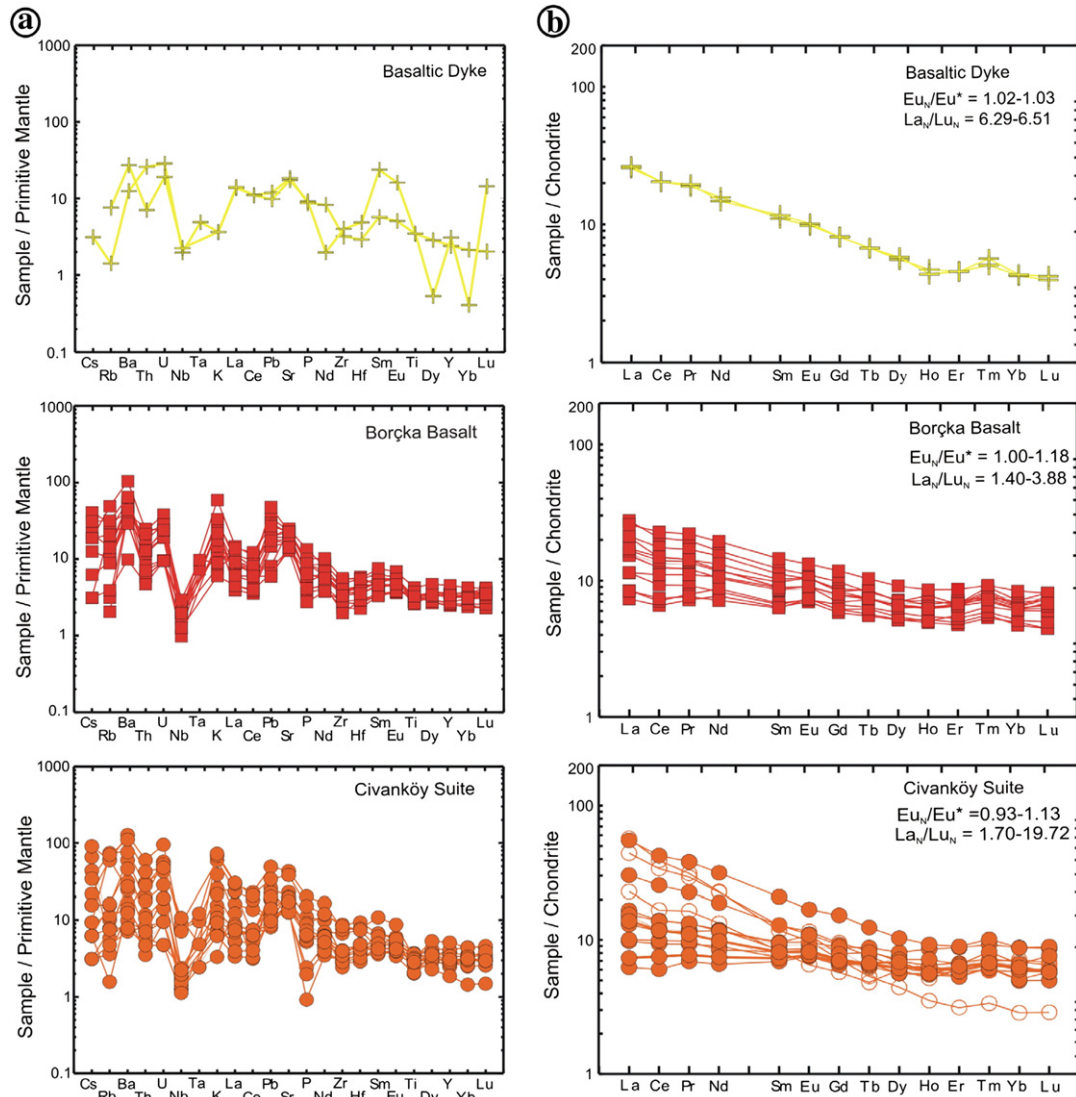 a
b
1000
100
10
1
0.1
Sample / Primitive Mantle
Basaltic Dyke
Cs Ba U Ta La Pb P Zr Sm Ti Y Lu
Rb Th Nb K Ce Sr Nd Hf Eu Dy Yb
200
100
10
1
Sample / Chondrite
Basaltic Dyke
EuN/Eu* = 1.02-1.03
LaN/LuN = 6.29-6.51
La Ce Pr Nd Sm Eu Gd Tb Dy Ho Er Tm Yb Lu
1000
100
10
1
0.1
Sample / Primitive Mantle
Borçka Basalt
Cs Ba U Ta La Pb P Zr Sm Ti Y Lu
Rb Th Nb K Ce Sr Nd Hf Eu Dy Yb
200
100
10
1
Sample / Chondrite
Borçka Basalt
EuN/Eu* = 1.00-1.18
LaN/LuN = 1.40-3.88
La Ce Pr Nd Sm Eu Gd Tb Dy Ho Er Tm Yb Lu
1000
100
10
1
0.1
Sample / Primitive Mantle
Civanköy Suite
Cs Ba U Ta La Pb P Zr Sm Ti Y Lu
Rb Th Nb K Ce Sr Nd Hf Eu Dy Yb
200
100
10
1
Sample / Chondrite
Civanköy Suite
EuN/Eu* =0.93-1.13
LaN/LuN = 1.70-19.72
La Ce Pr Nd Sm Eu Gd Tb Dy Ho Er Tm Yb Lu